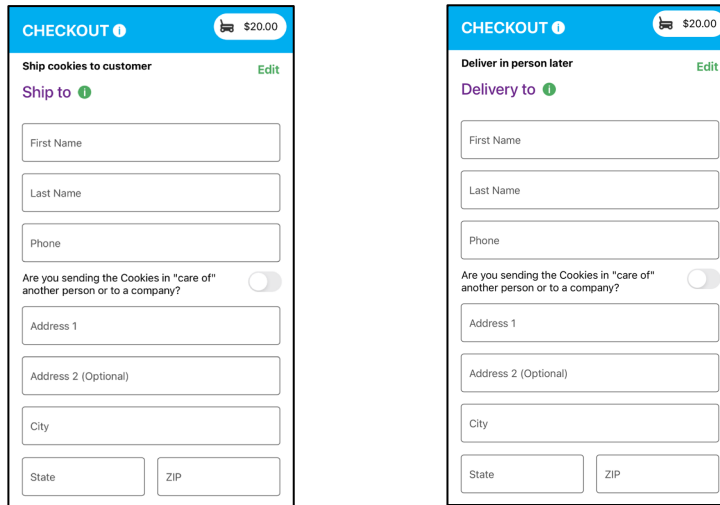 CHECKOUT i
$20.00
Ship cookies to customer
Edit
Ship to i
First Name
Last Name
Phone
Are you sending the Cookies in "care of"
another person or to a company?
Address 1
Address 2 (Optional)
City
State
ZIP
CHECKOUT i
$20.00
Deliver in person later
Edit
Delivery to i
First Name
Last Name
Phone
Are you sending the Cookies in "care of"
another person or to a company?
Address 1
Address 2 (Optional)
City
State
ZIP